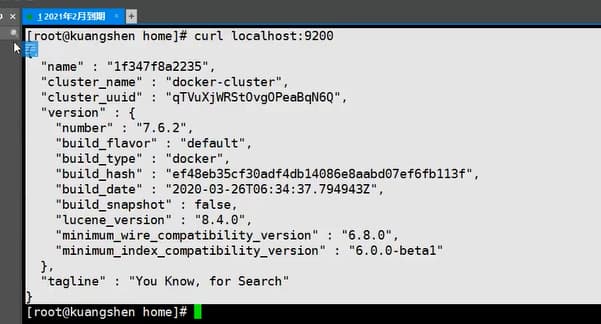 1 2021年2月到期
[root@kuangshen home]# curl localhost:9200
{
"name" : "1f347f8a2235",
"cluster_name" : "docker-cluster",
"cluster_uuid" : "qTVuXjWRStOvgOPeaBqN6Q",
"version" : {
"number" : "7.6.2",
"build_flavor" : "default",
"build_type" : "docker",
"build_hash" : "ef48eb35cf30adf4db14086e8aabd07ef6fb113f",
"build_date" : "2020-03-26T06:34:37.794943Z",
"build_snapshot" : false,
"lucene_version" : "8.4.0",
"minimum_wire_compatibility_version" : "6.8.0",
"minimum_index_compatibility_version" : "6.0.0-beta1"
},
"tagline" : "You Know, for Search"
}
[root@kuangshen home]#